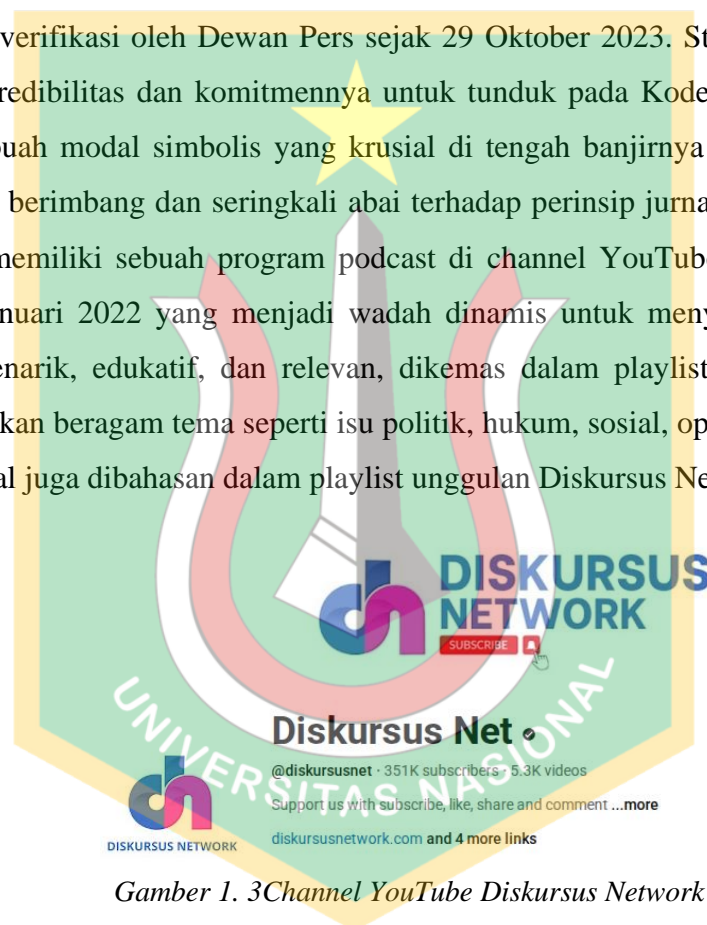 verifikasi oleh Dewan Pers sejak 29 Oktober 2023. St
redibilitas dan komitmennya untuk tunduk pada Kode
buah modal simbolis yang krusial di tengah banjirnya
berimbang dan seringkali abai terhadap perinsip jurna
memiliki sebuah program podcast di channel YouTube
nuari 2022 yang menjadi wadah dinamis untuk meny
enarik, edukatif, dan relevan, dikemas dalam playlist
kan beragam tema seperti isu politik, hukum, sosial, op
al juga dibahasan dalam playlist unggulan Diskursus Ne
DISKURSUS
NETWORK
SUBSCRIBE
Diskursus Net
@diskursusnet · 351K subscribers · 5.3K videos
Support us with subscribe, like, share and comment ...more
diskursusnetwork.com and 4 more links
DISKURSUS NETWORK
UNIVERSITAS NASIONAL
Gamber 1. 3Channel YouTube Diskursus Network